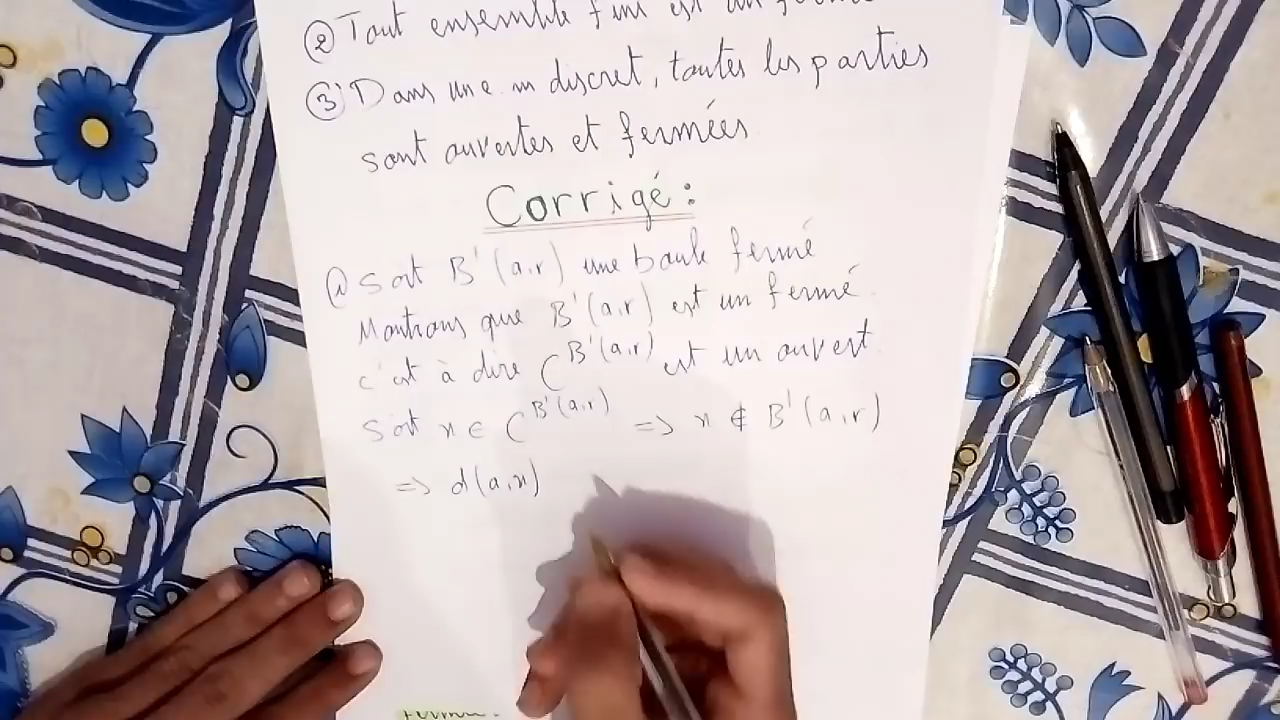 ② Tout ensemble fini est un fermé
③ Dans un e.m discret, toutes les parties
sont ouvertes et fermées
Corrigé :
① Soit B'(a,r) une boule fermé
Montrons que B'(a,r) est un fermé.
c'est à dire C^B'(a,r) est un ouvert.
Soit x ∈ C^B'(a,r) => x ∉ B'(a,r)
=> d(a,x)